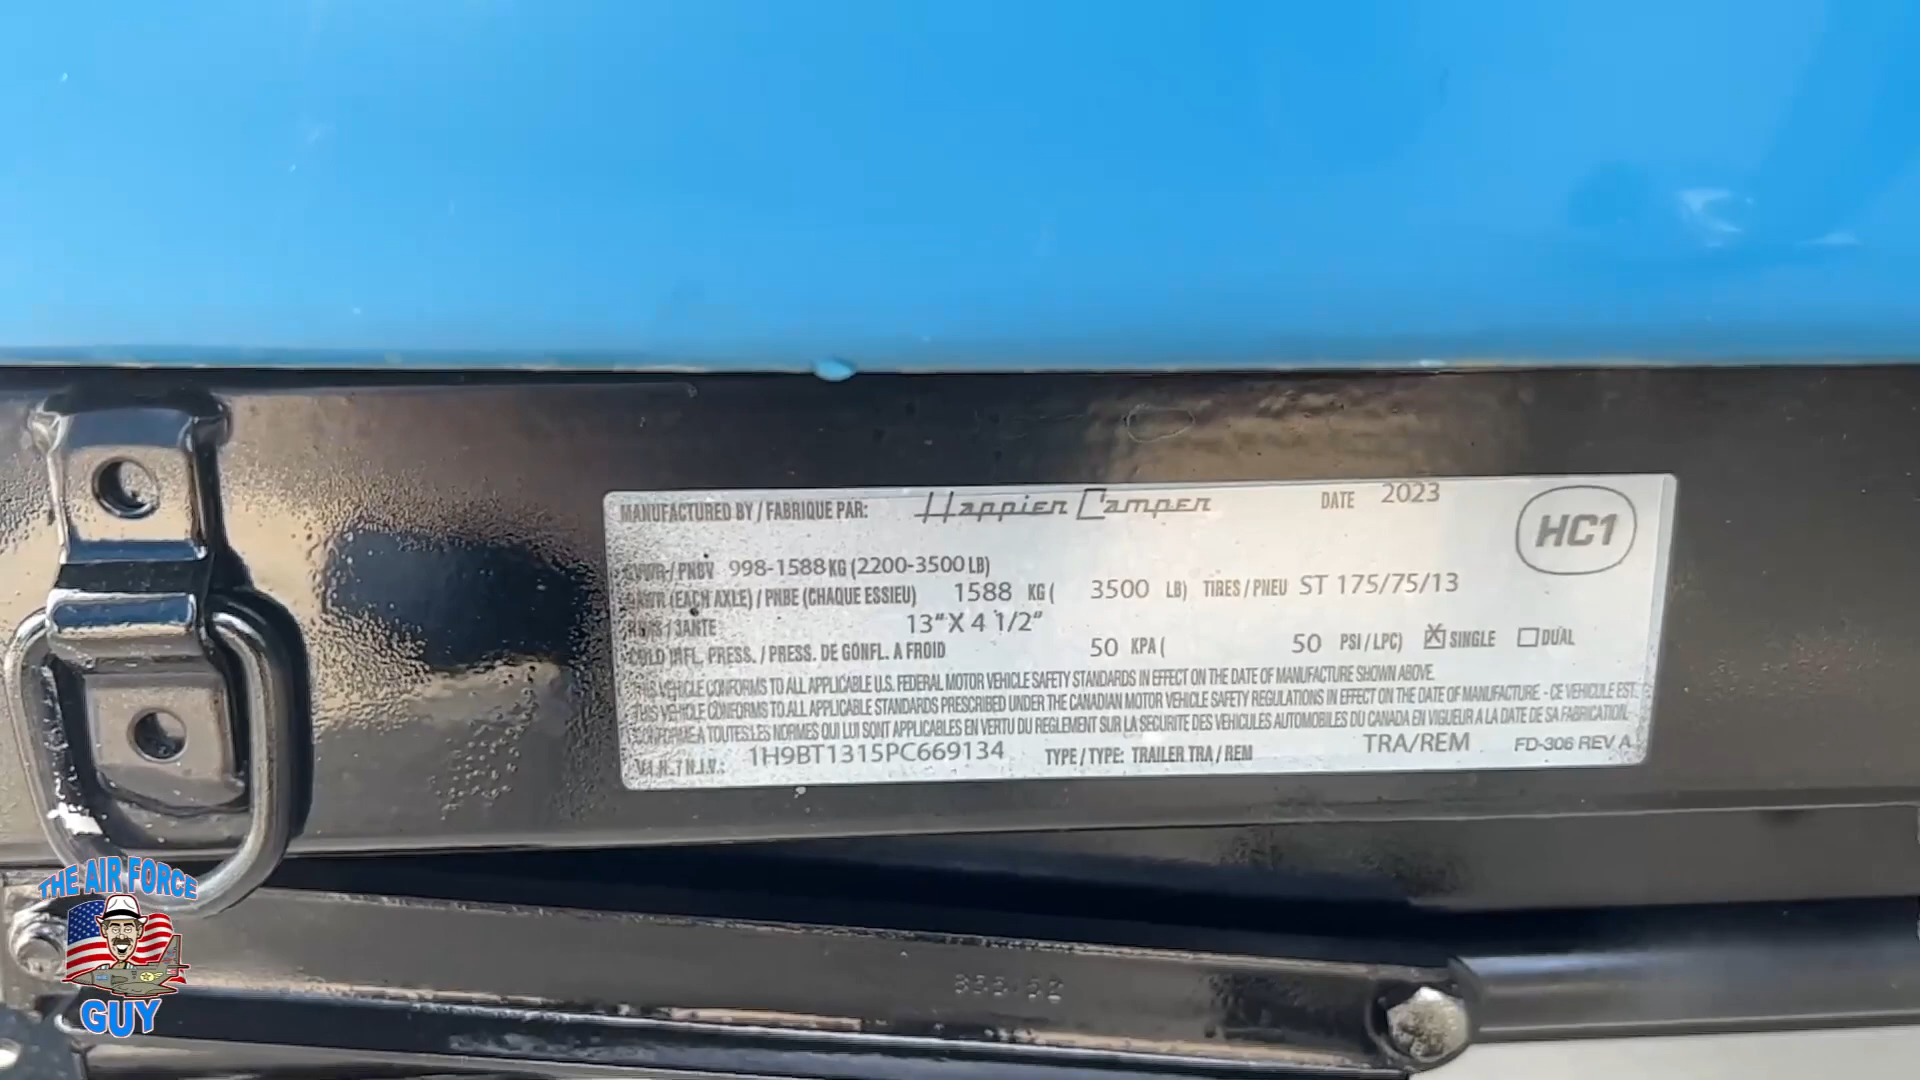 MANUFACTURED BY / FABRIQUE PAR: Happier Camper DATE 2023 HC1
GVWR / PNBV 998-1588 KG (2200-3500 LB)
GAWR (EACH AXLE) / PNBE (CHAQUE ESSIEU) 1588 KG ( 3500 LB) TIRES / PNEU ST 175/75/13
RIMS / JANTE 13" X 4 1/2"
COLD INFL. PRESS. / PRESS. DE GONFL. A FROID 50 KPA ( 50 PSI / LPC) SINGLE DUAL
THIS VEHICLE CONFORMS TO ALL APPLICABLE U.S. FEDERAL MOTOR VEHICLE SAFETY STANDARDS IN EFFECT ON THE DATE OF MANUFACTURE SHOWN ABOVE.
THIS VEHICLE CONFORMS TO ALL APPLICABLE STANDARDS PRESCRIBED UNDER THE CANADIAN MOTOR VEHICLE SAFETY REGULATIONS IN EFFECT ON THE DATE OF MANUFACTURE - CE VEHICULE EST
CONFORME A TOUTES LES NORMES QUI LUI SONT APPLICABLES EN VERTU DU REGLEMENT SUR LA SECURITE DES VEHICULES AUTOMOBILES DU CANADA EN VIGUEUR A LA DATE DE SA FABRICATION.
V.I.N. / N.I.V.: 1H9BT1315PC669134 TYPE / TYPE: TRAILER TRA / REM TRA/REM FD-306 REV A
THE AIR FORCE
GUY